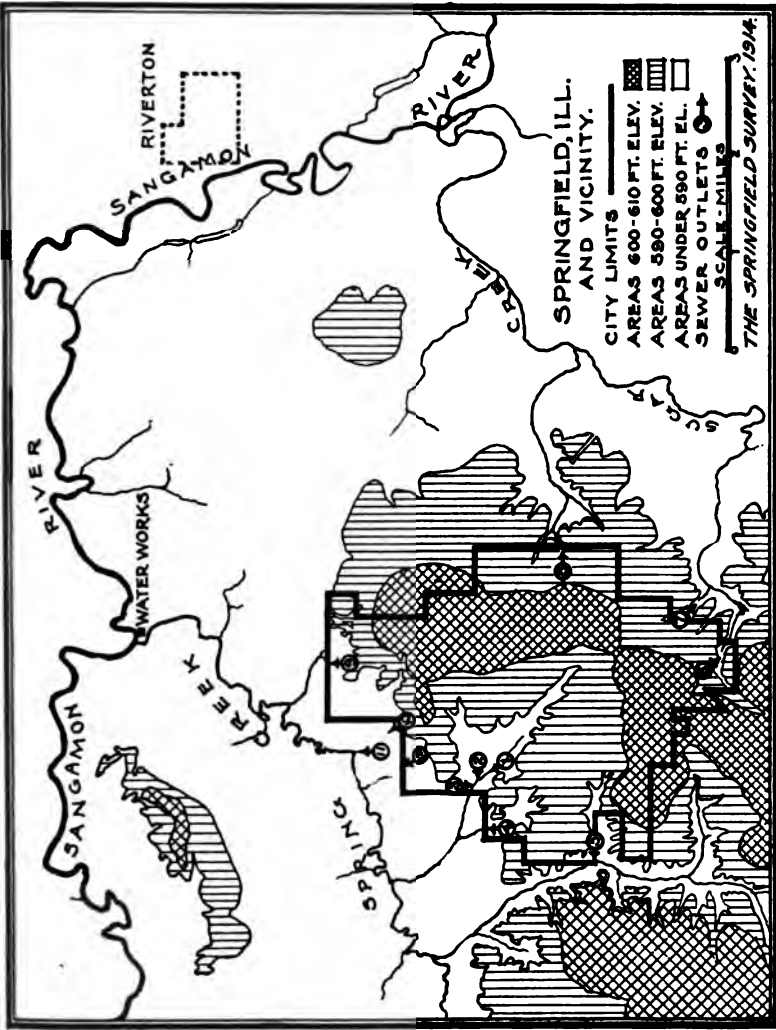 SANGAMON
RIVER
WATER WORKS
SANGAMON
RIVER
RIVERTON
SPRING
CREEK
SUGAR
CREEK
11
2
SPRINGFIELD, ILL.
AND VICINITY.
CITY LIMITS
AREAS 600-610 FT. ELEV.
AREAS 590-600 FT. ELEV.
AREAS UNDER 590 FT. EL.
SEWER OUTLETS
SCALE-MILES
THE SPRINGFIELD SURVEY. 1914.